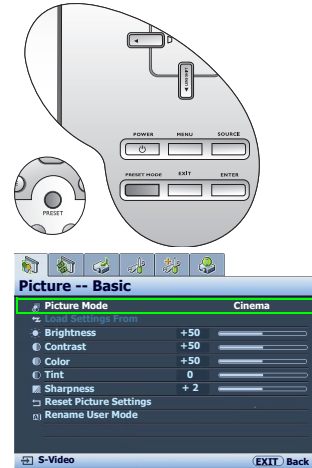 POWER MENU SOURCE
PRESET MODE EXIT ENTER
PRESET
Picture -- Basic
Picture Mode Cinema
Load Settings From
Brightness +50
Contrast +50
Color +50
Tint 0
Sharpness + 2
Reset Picture Settings
Rename User Mode
S-Video EXIT Back